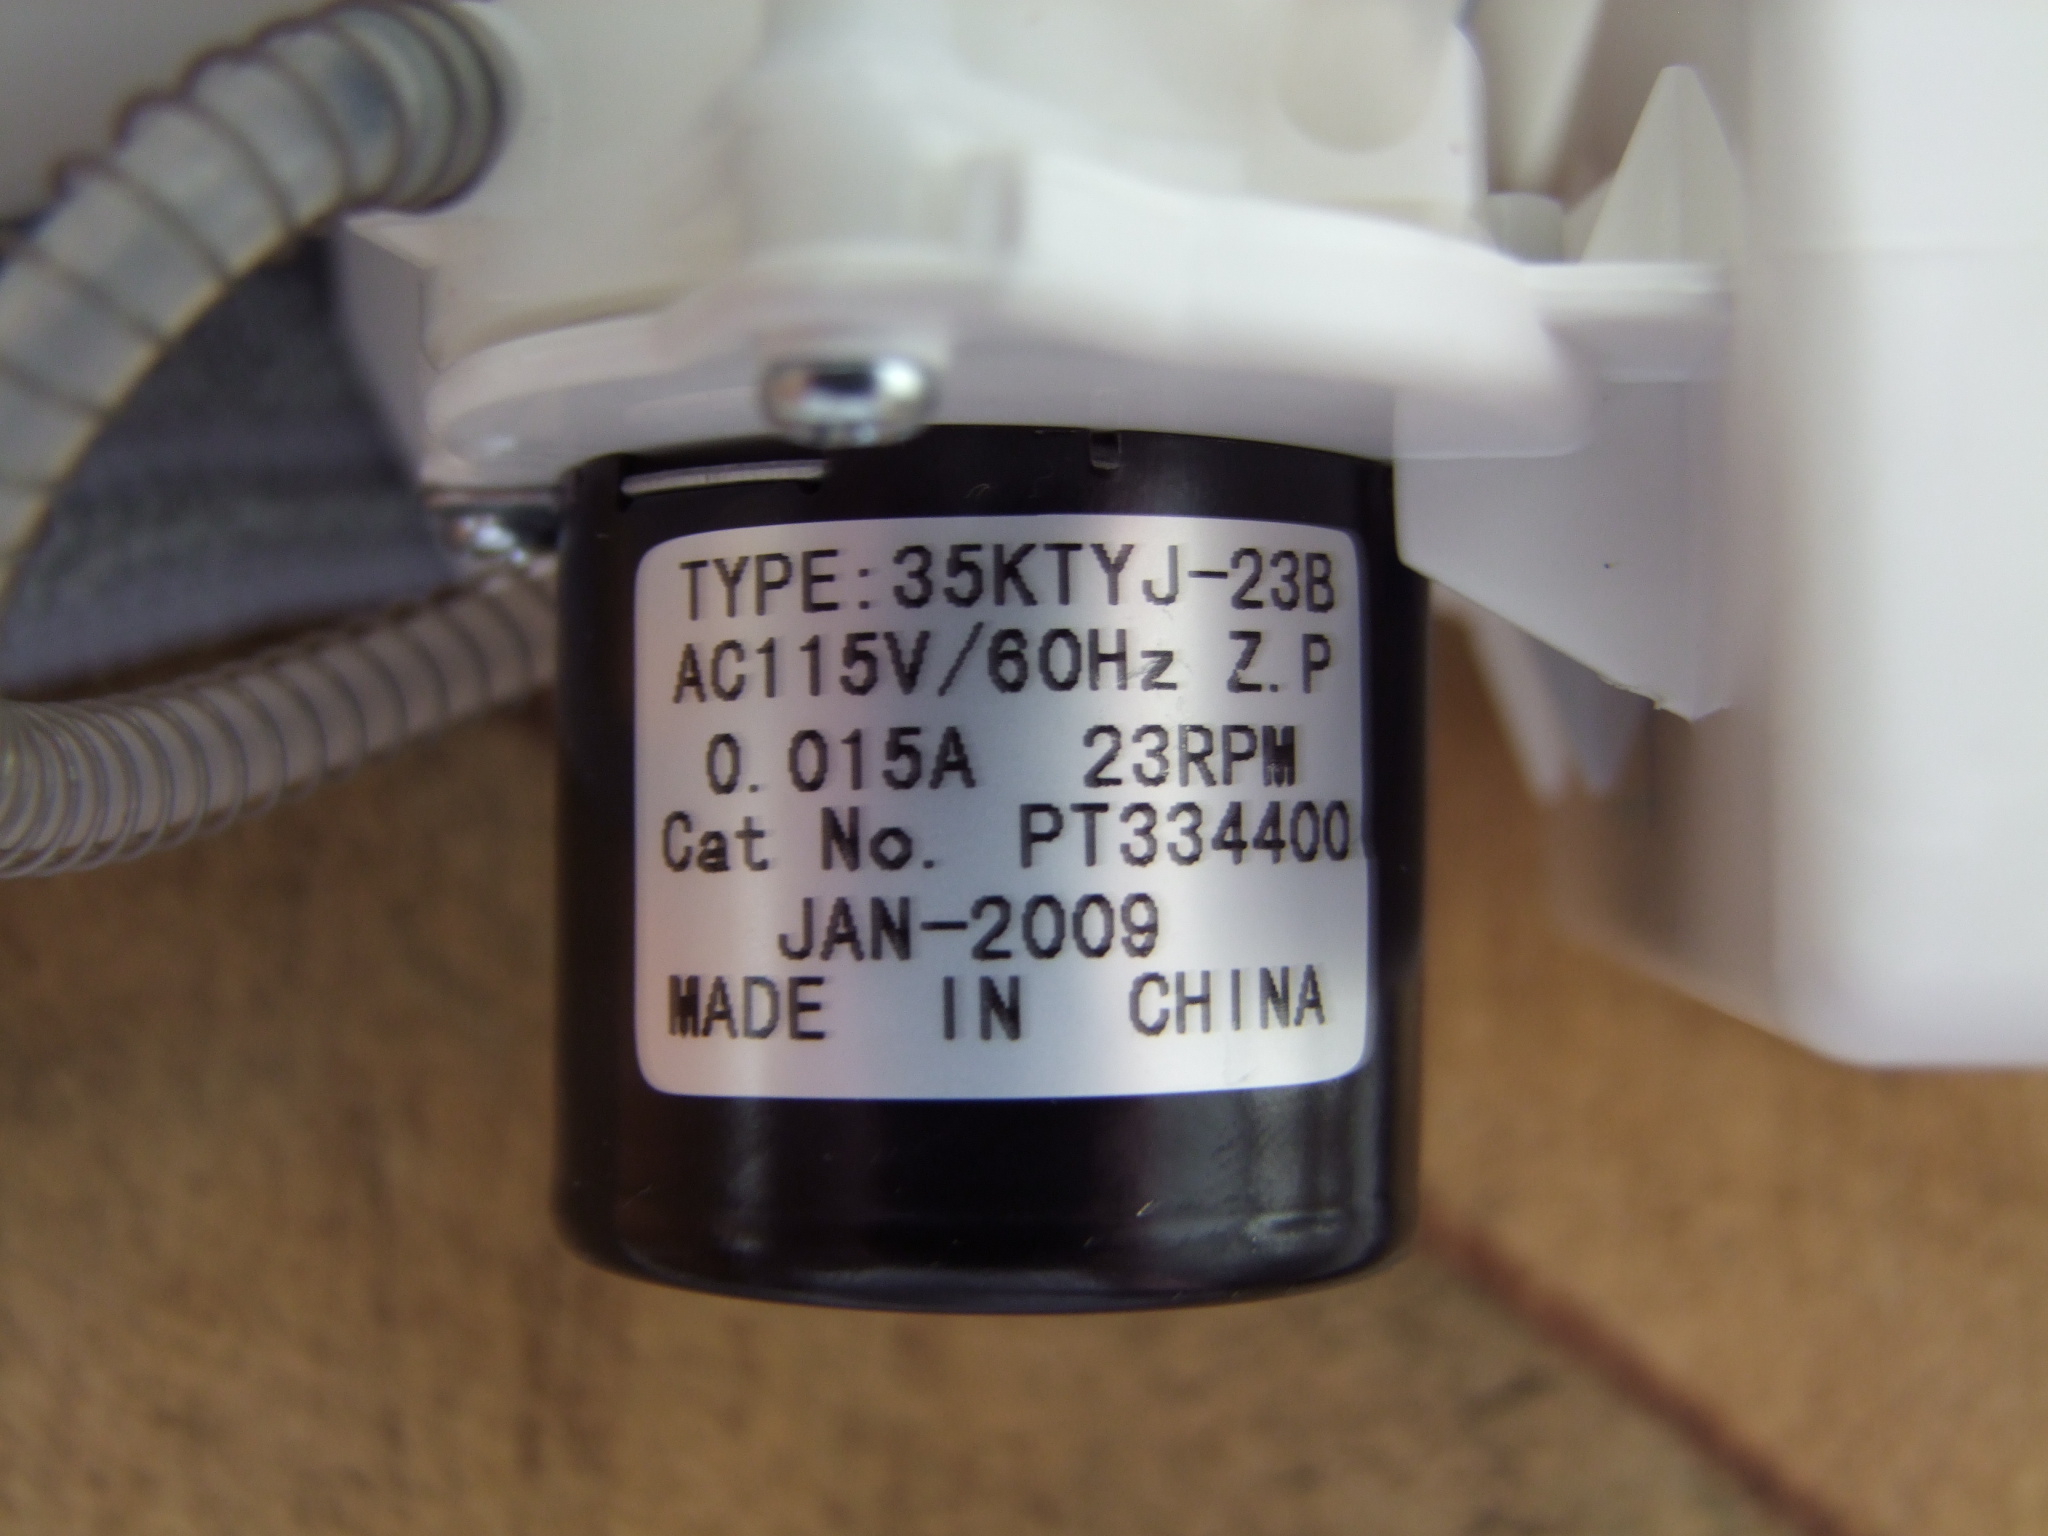 TYPE:35KTYJ-23B
AC115V/60Hz Z.P
0.015A 23RPM
Cat No. PT334400
JAN-2009
MADE IN CHINA